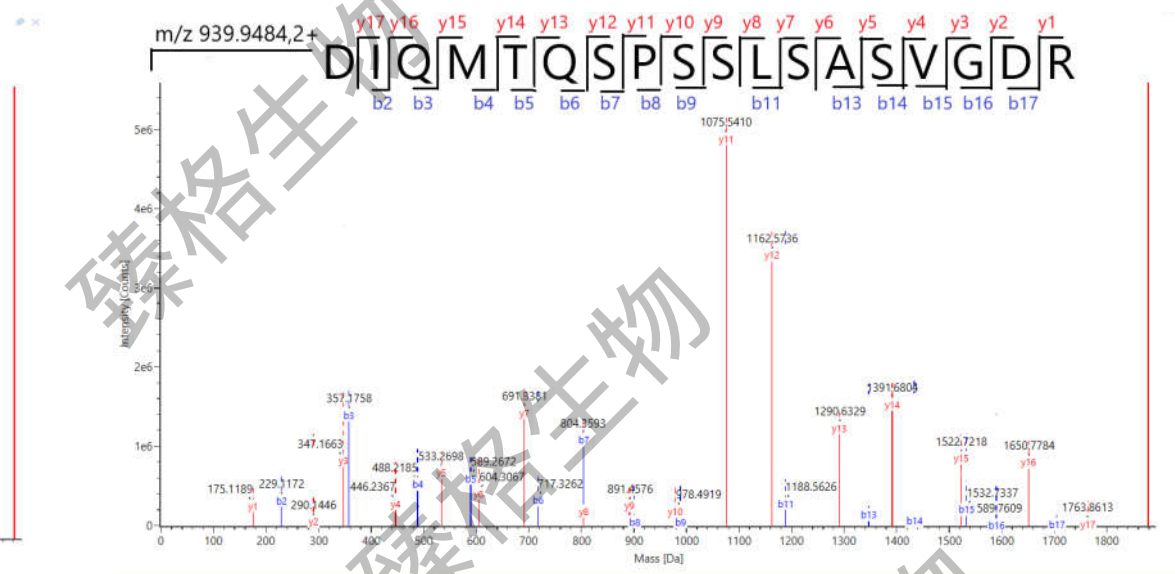 y17 y16 y15 y14 y13 y12 y11 y10 y9 y8 y7 y6 y5 y4 y3 y2 y1
m/z 939.9484,2+
DIQMTQSPSSLSASVGDR
b2 b3 b4 b5 b6 b7 b8 b9 b11 b13 b14 b15 b16 b17
臻格生物
臻格生物
物
Intensity [Counts]
5e6
4e6
3e6
2e6
1e6
0
1075.5410
y11
1162.5736
y12
357.1758
b3
691.3381
y7
1391.6804
y14
804.3593
b7
1290.6329
y13
347.1663
y3
1522.7218
y15
1650.7784
y16
533.2698
y5
589.2672
b5
604.3067
y6
488.2185
b4
446.2367
y4
175.1189
y1
229.1172
b2
290.1446
y2
717.3262
b6
y8
891.4576
y9
b8
978.4919
y10
b9
1188.5626
b11
b13
b14
1532.7337
b15
589.7609
b16
b17
1763.8613
y17
0 100 200 300 400 500 600 700 800 900 1000 1100 1200 1300 1400 1500 1600 1700 1800
Mass [Da]